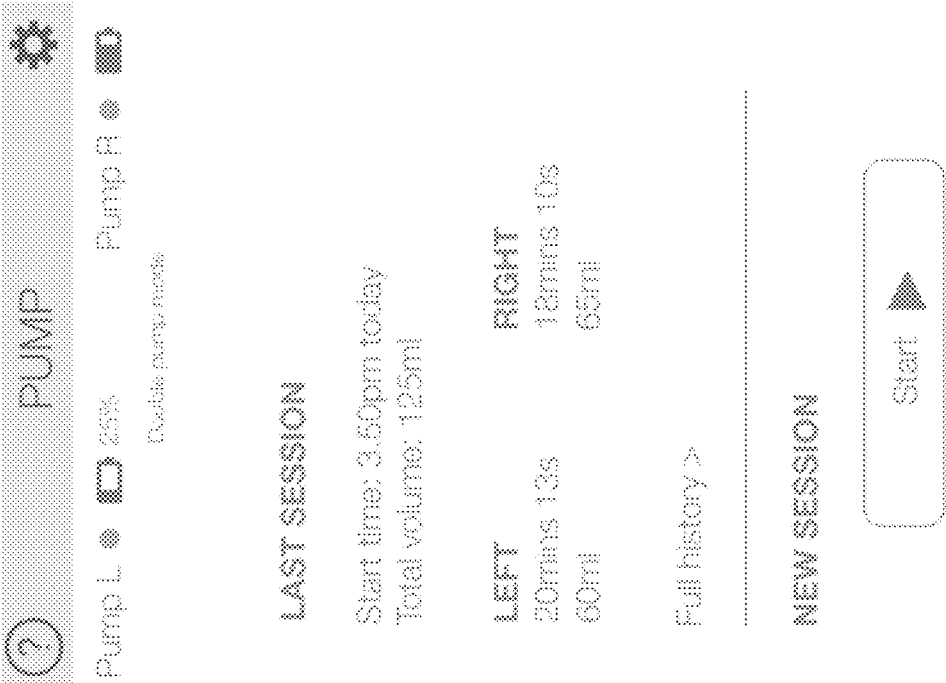 ? PUMP
Pump L 25% Pump R
Double pump mode
LAST SESSION
Start time: 3.50pm today
Total volume: 125ml
LEFT RIGHT
20mins 13s 18mins 10s
60ml 65ml
Full history >
NEW SESSION
Start